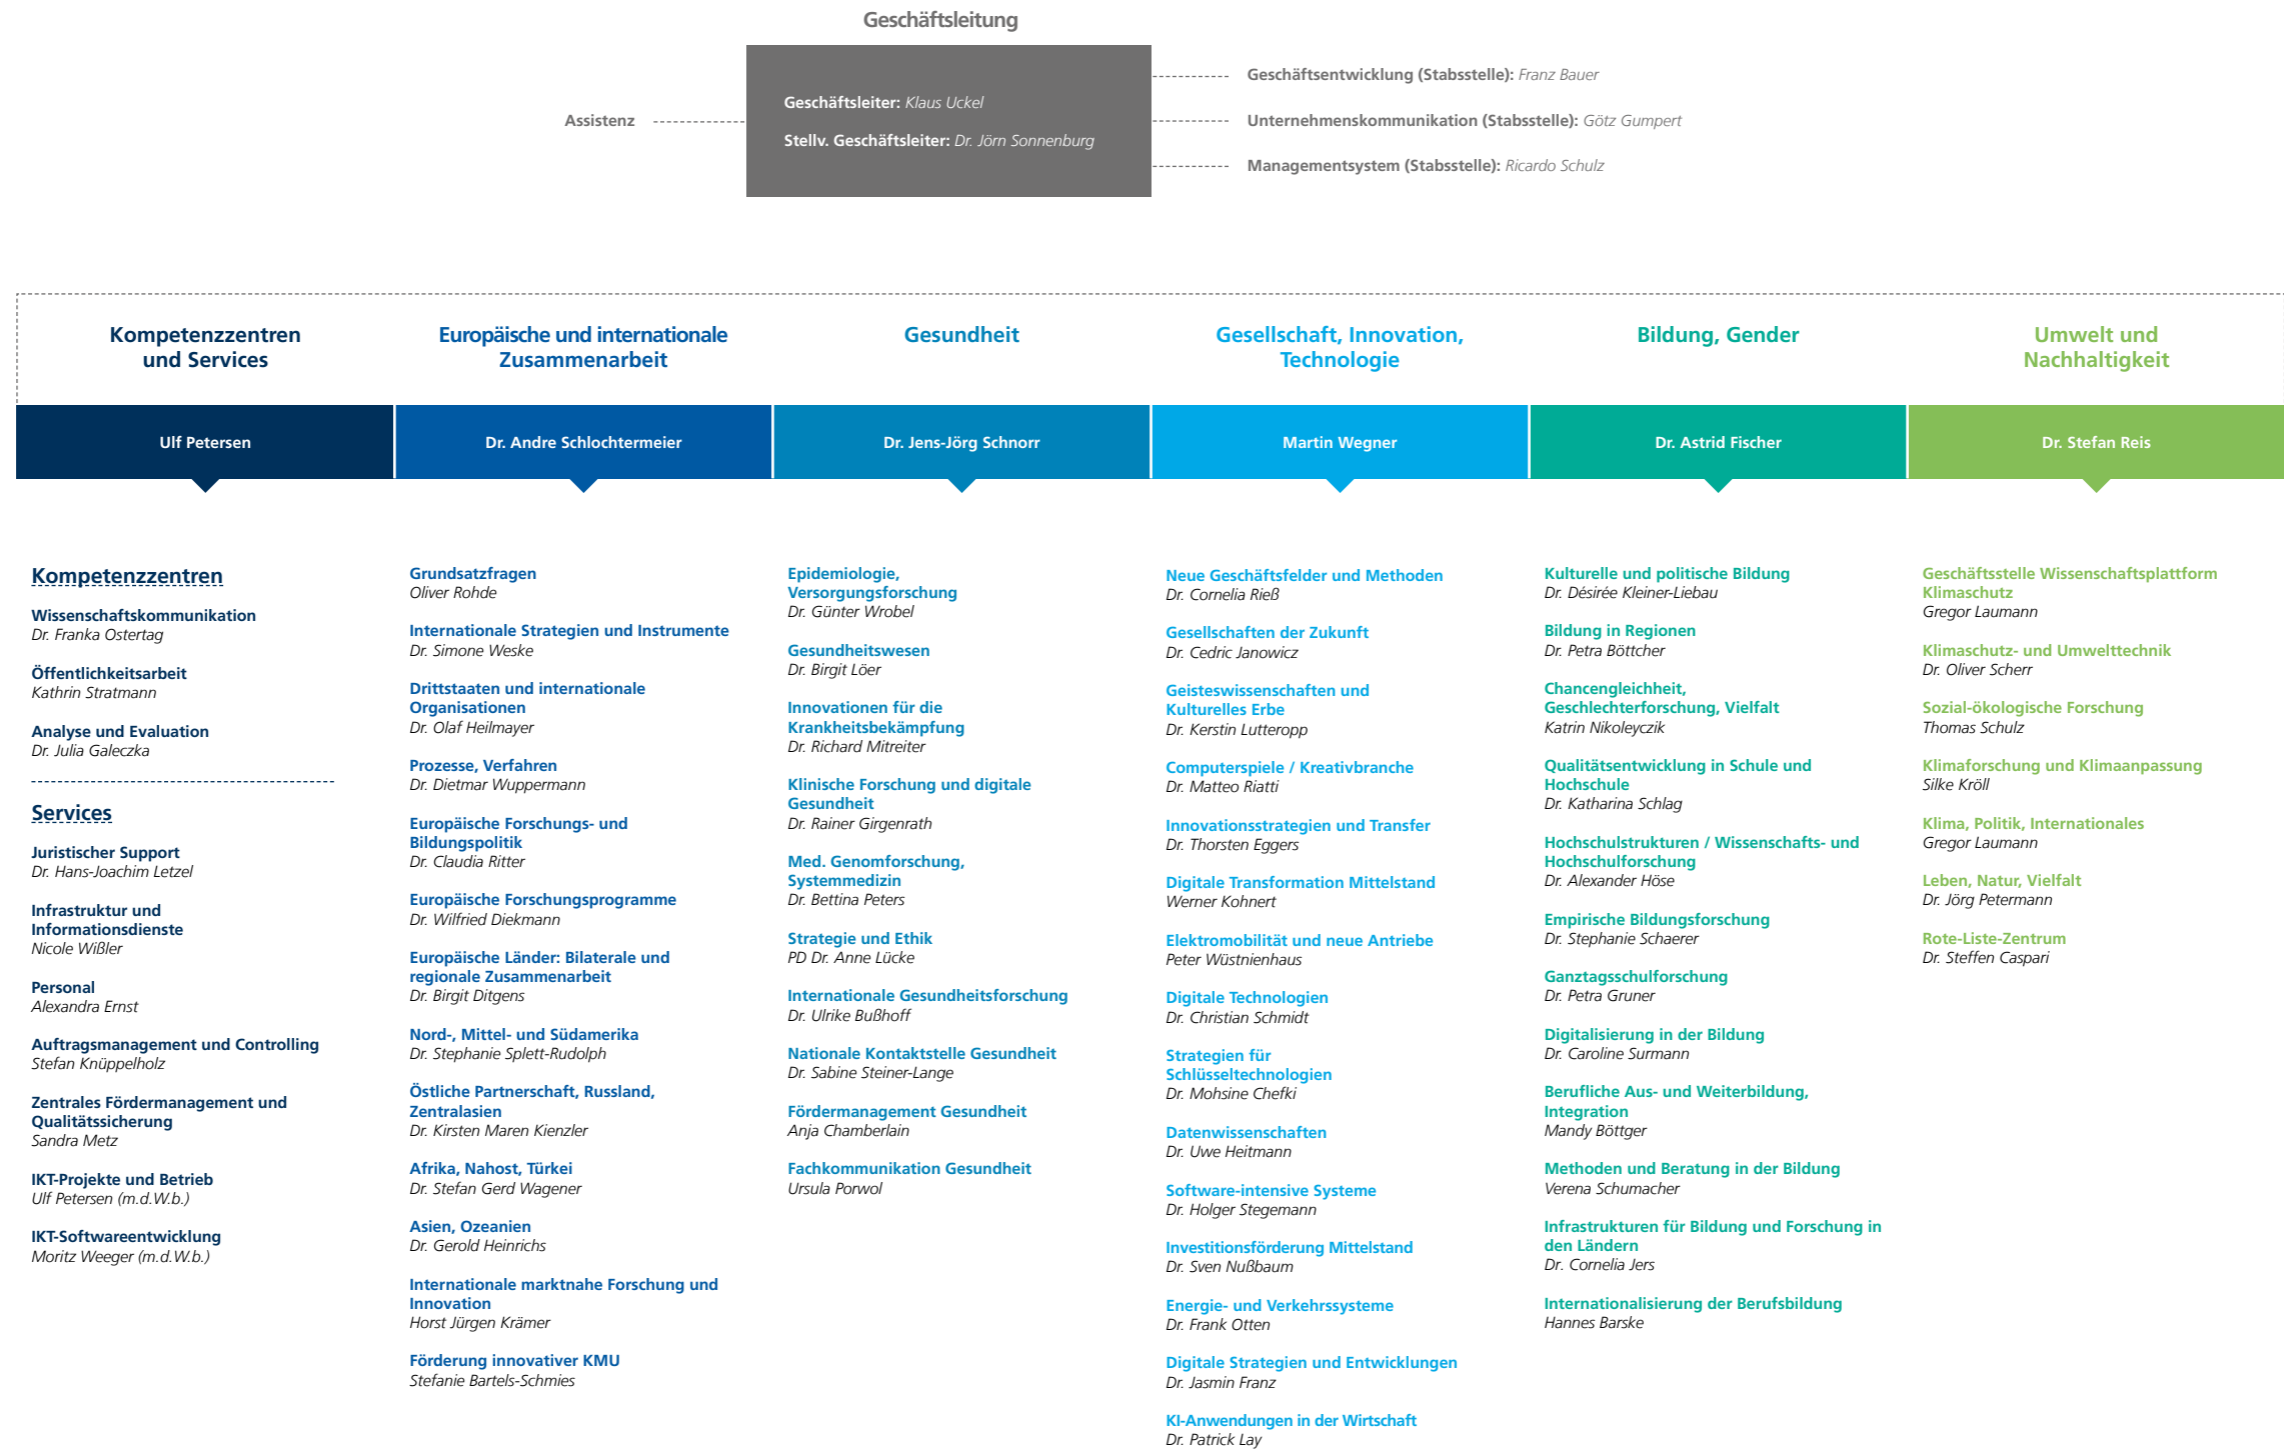 Geschäftsleitung
Geschäftsleiter: Klaus Uckel
Stellv. Geschäftsleiter: Dr. Jörn Sonnenburg
Assistenz
Geschäftsentwicklung (Stabsstelle): Franz Bauer
Unternehmenskommunikation (Stabsstelle): Götz Gumpert
Managementsystem (Stabsstelle): Ricardo Schulz
Kompetenzzentren
und Services
Ulf Petersen
Kompetenzzentren
Wissenschaftskommunikation
Dr. Franka Ostertag
Öffentlichkeitsarbeit
Kathrin Stratmann
Analyse und Evaluation
Dr. Julia Galeczka
Services
Juristischer Support
Dr. Hans-Joachim Letzel
Infrastruktur und
Informationsdienste
Nicole Wißler
Personal
Alexandra Ernst
Auftragsmanagement und Controlling
Stefan Knüppelholz
Zentrales Fördermanagement und
Qualitätssicherung
Sandra Metz
IKT-Projekte und Betrieb
Ulf Petersen (m.d.W.b.)
IKT-Softwareentwicklung
Moritz Weeger (m.d.W.b.)
Europäische und internationale
Zusammenarbeit
Dr. Andre Schlochtermeier
Grundsatzfragen
Oliver Rohde
Internationale Strategien und Instrumente
Dr. Simone Weske
Drittstaaten und internationale
Organisationen
Dr. Olaf Heilmayer
Prozesse, Verfahren
Dr. Dietmar Wuppermann
Europäische Forschungs- und
Bildungspolitik
Dr. Claudia Ritter
Europäische Forschungsprogramme
Dr. Wilfried Diekmann
Europäische Länder: Bilaterale und
regionale Zusammenarbeit
Dr. Birgit Ditgens
Nord-, Mittel- und Südamerika
Dr. Stephanie Splett-Rudolph
Östliche Partnerschaft, Russland,
Zentralasien
Dr. Kirsten Maren Kienzler
Afrika, Nahost, Türkei
Dr. Stefan Gerd Wagener
Asien, Ozeanien
Dr. Gerold Heinrichs
Internationale marktnahe Forschung und
Innovation
Horst Jürgen Krämer
Förderung innovativer KMU
Stefanie Bartels-Schmies
Gesundheit
Dr. Jens-Jörg Schnorr
Epidemiologie,
Versorgungsforschung
Dr. Günter Wrobel
Gesundheitswesen
Dr. Birgit Löer
Innovationen für die
Krankheitsbekämpfung
Dr. Richard Mitreiter
Klinische Forschung und digitale
Gesundheit
Dr. Rainer Girgenrath
Med. Genomforschung,
Systemmedizin
Dr. Bettina Peters
Strategie und Ethik
PD Dr. Anne Lücke
Internationale Gesundheitsforschung
Dr. Ulrike Bußhoff
Nationale Kontaktstelle Gesundheit
Dr. Sabine Steiner-Lange
Fördermanagement Gesundheit
Anja Chamberlain
Fachkommunikation Gesundheit
Ursula Porwol
Gesellschaft, Innovation,
Technologie
Martin Wegner
Neue Geschäftsfelder und Methoden
Dr. Cornelia Rieß
Gesellschaften der Zukunft
Dr. Cedric Janowicz
Geisteswissenschaften und
Kulturelles Erbe
Dr. Kerstin Lutteropp
Computerspiele / Kreativbranche
Dr. Matteo Riatti
Innovationsstrategien und Transfer
Dr. Thorsten Eggers
Digitale Transformation Mittelstand
Werner Kohnert
Elektromobilität und neue Antriebe
Peter Wüstnienhaus
Digitale Technologien
Dr. Christian Schmidt
Strategien für
Schlüsseltechnologien
Dr. Mohsine Chefki
Datenwissenschaften
Dr. Uwe Heitmann
Software-intensive Systeme
Dr. Holger Stegemann
Investitionsförderung Mittelstand
Dr. Sven Nußbaum
Energie- und Verkehrssysteme
Dr. Frank Otten
Digitale Strategien und Entwicklungen
Dr. Jasmin Franz
KI-Anwendungen in der Wirtschaft
Dr. Patrick Lay
Bildung, Gender
Dr. Astrid Fischer
Kulturelle und politische Bildung
Dr. Désirée Kleiner-Liebau
Bildung in Regionen
Dr. Petra Böttcher
Chancengleichheit,
Geschlechterforschung, Vielfalt
Katrin Nikoleyczik
Qualitätsentwicklung in Schule und
Hochschule
Dr. Katharina Schlag
Hochschulstrukturen / Wissenschafts- und
Hochschulforschung
Dr. Alexander Höse
Empirische Bildungsforschung
Dr. Stephanie Schaerer
Ganztagsschulforschung
Dr. Petra Gruner
Digitalisierung in der Bildung
Dr. Caroline Surmann
Berufliche Aus- und Weiterbildung,
Integration
Mandy Böttger
Methoden und Beratung in der Bildung
Verena Schumacher
Infrastrukturen für Bildung und Forschung in
den Ländern
Dr. Cornelia Jers
Internationalisierung der Berufsbildung
Hannes Barske
Umwelt und
Nachhaltigkeit
Dr. Stefan Reis
Geschäftsstelle Wissenschaftsplattform
Klimaschutz
Gregor Laumann
Klimaschutz- und Umwelttechnik
Dr. Oliver Scherr
Sozial-ökologische Forschung
Thomas Schulz
Klimaforschung und Klimaanpassung
Silke Kröll
Klima, Politik, Internationales
Gregor Laumann
Leben, Natur, Vielfalt
Dr. Jörg Petermann
Rote-Liste-Zentrum
Dr. Steffen Caspari